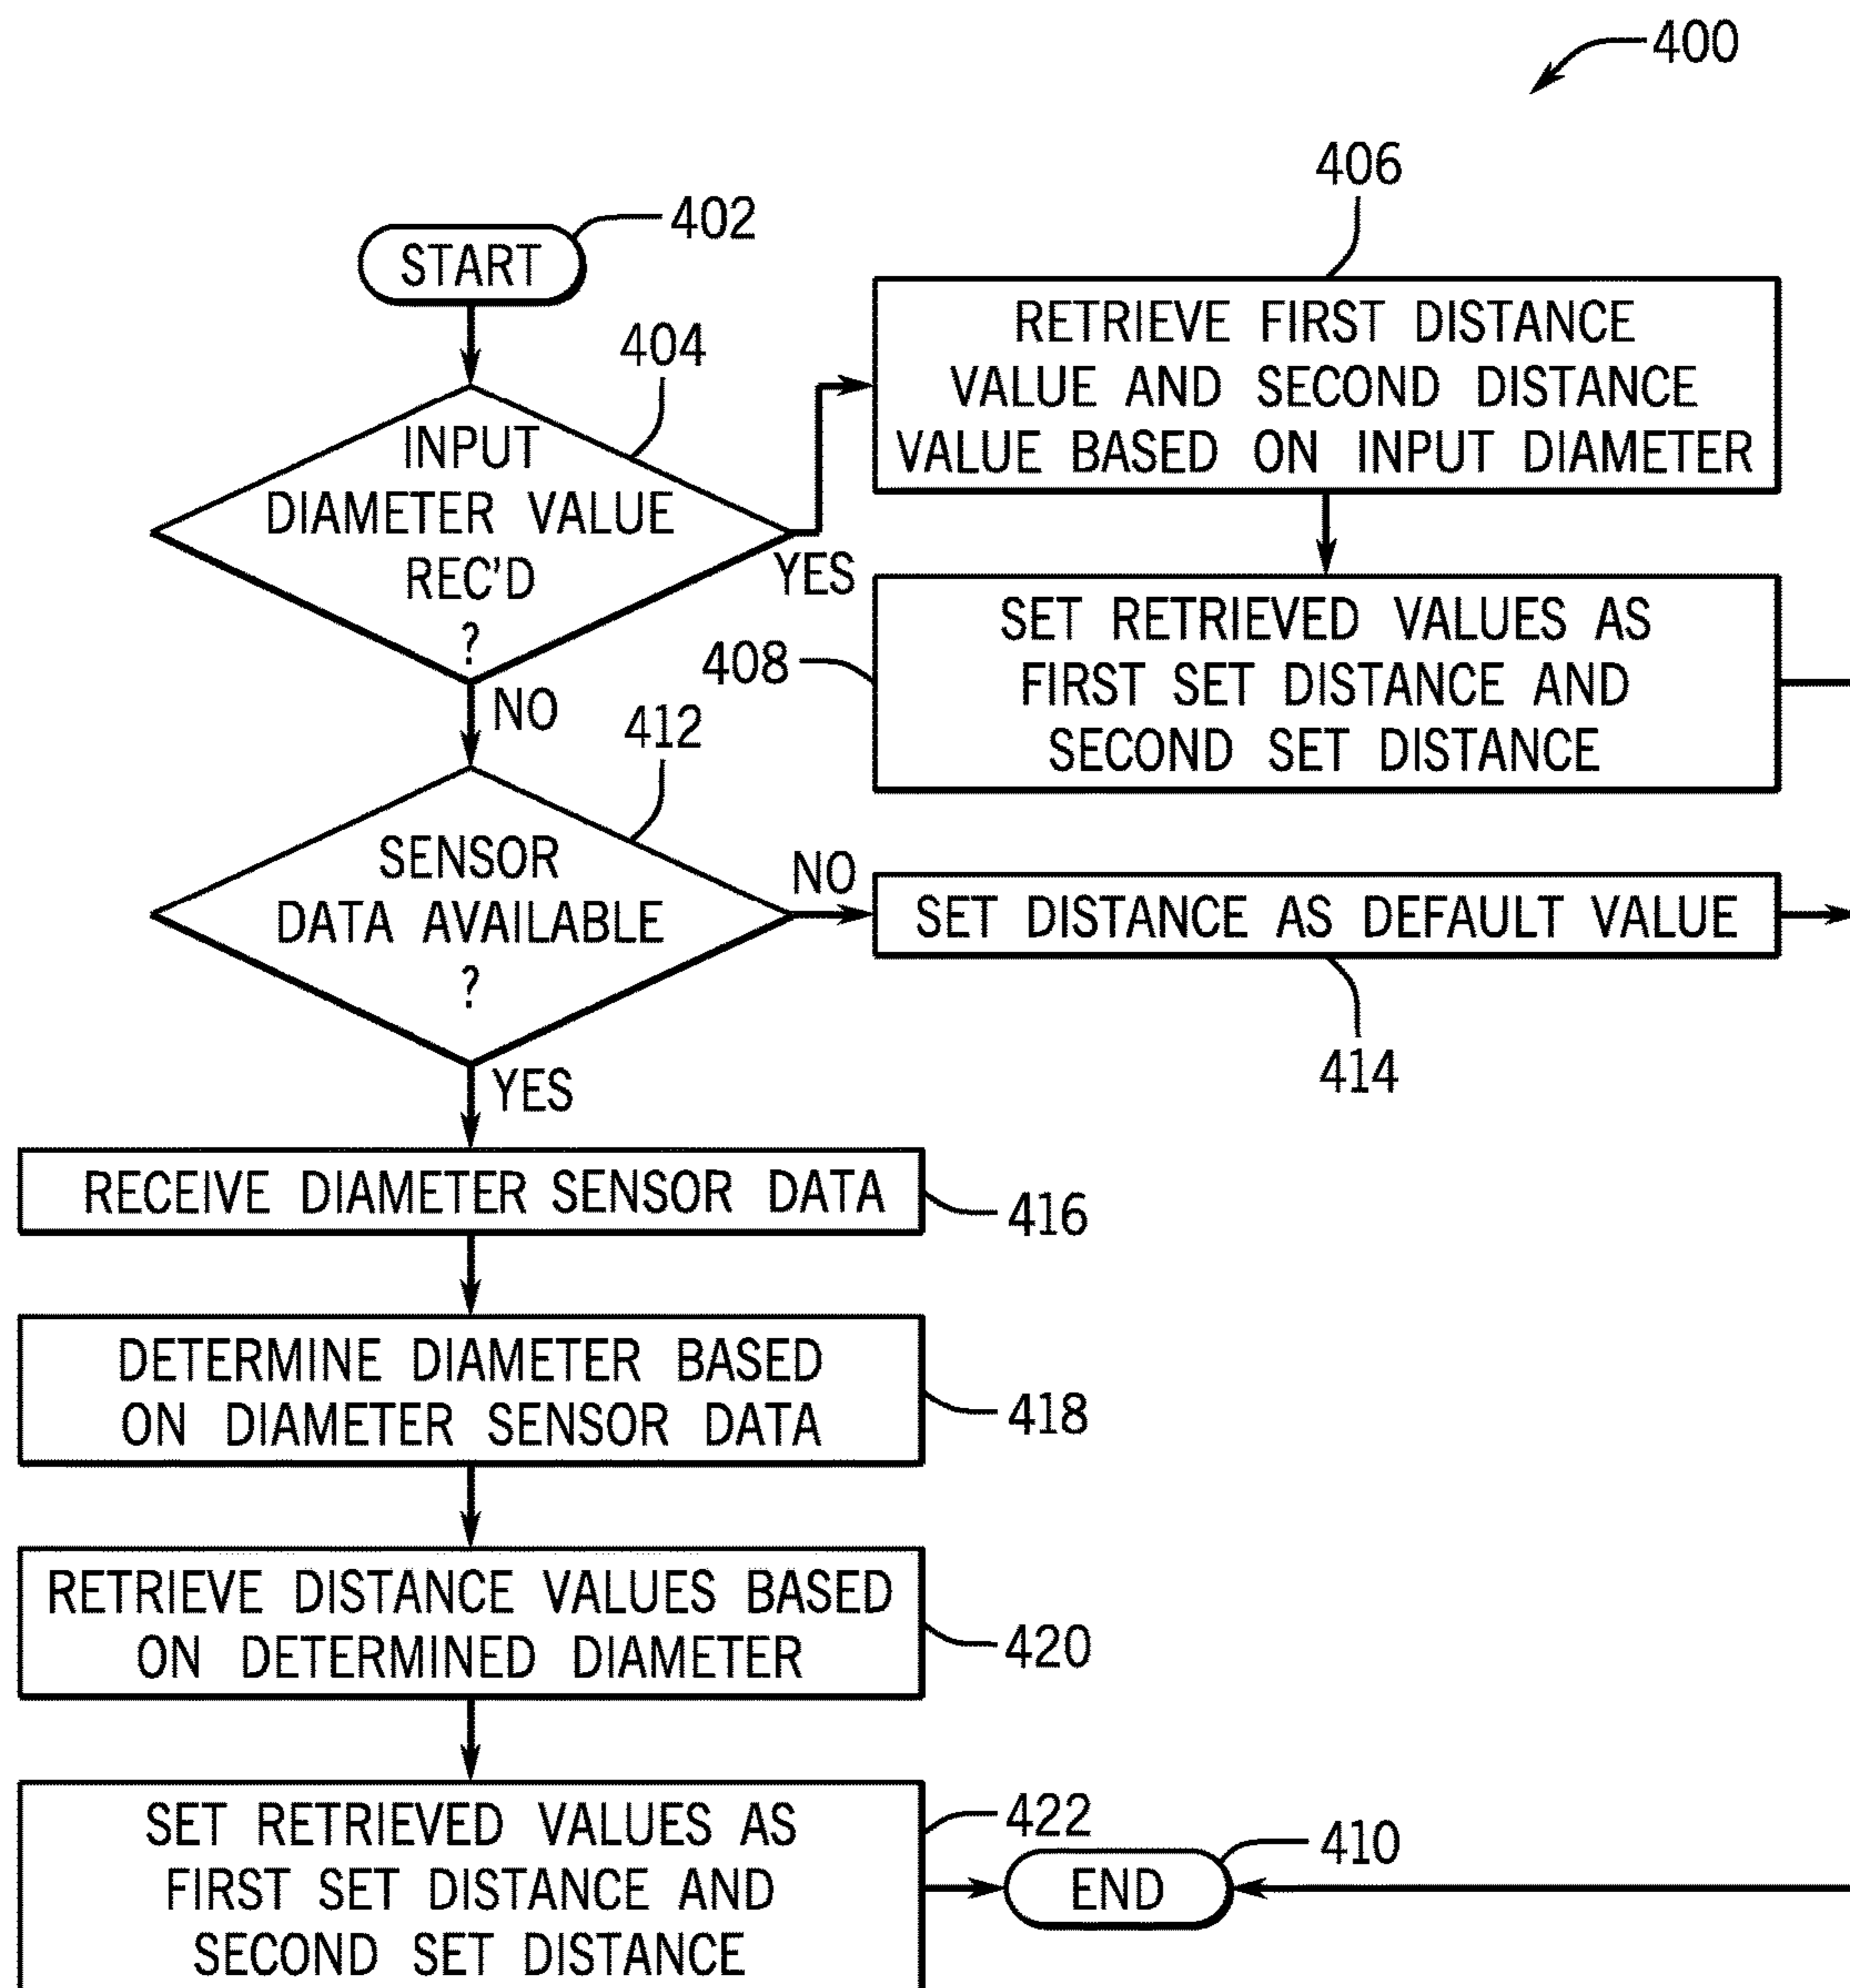 400
402
START
404
INPUT
DIAMETER VALUE
REC'D
?
YES
NO
406
RETRIEVE FIRST DISTANCE
VALUE AND SECOND DISTANCE
VALUE BASED ON INPUT DIAMETER
408
SET RETRIEVED VALUES AS
FIRST SET DISTANCE AND
SECOND SET DISTANCE
412
SENSOR
DATA AVAILABLE
?
NO
SET DISTANCE AS DEFAULT VALUE
414
YES
RECEIVE DIAMETER SENSOR DATA
416
DETERMINE DIAMETER BASED
ON DIAMETER SENSOR DATA
418
RETRIEVE DISTANCE VALUES BASED
ON DETERMINED DIAMETER
420
SET RETRIEVED VALUES AS
FIRST SET DISTANCE AND
SECOND SET DISTANCE
422
END
410